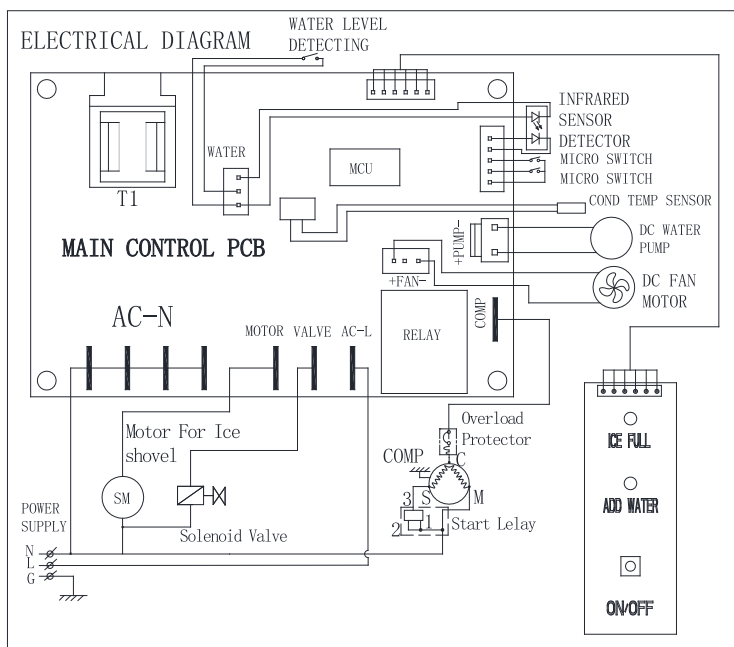 ELECTRICAL DIAGRAM
WATER LEVEL
DETECTING
INFRARED
SENSOR
DETECTOR
MICRO SWITCH
MICRO SWITCH
WATER
MCU
T1
COND TEMP SENSOR
MAIN CONTROL PCB
+PUMP-
DC WATER
PUMP
+FAN-
DC FAN
MOTOR
AC-N
MOTOR
VALVE
AC-L
RELAY
COMP
Motor For Ice
shovel
Overload
Protector
COMP
C
SM
3
S
M
1
2
Start Lelay
Solenoid Valve
POWER
SUPPLY
N
L
G
ICE FULL
ADD WATER
ON/OFF